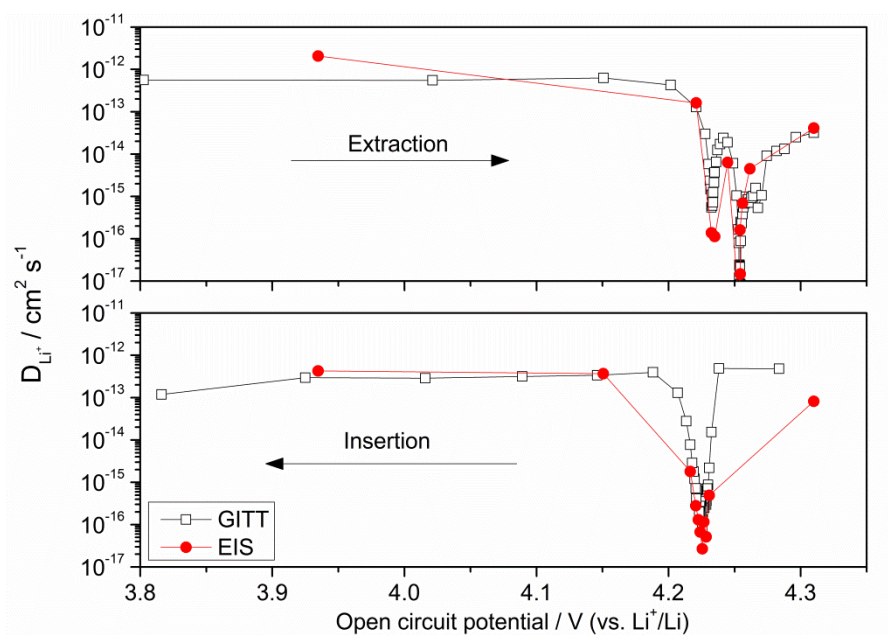 10⁻¹¹
10⁻¹²
10⁻¹³
10⁻¹⁴
10⁻¹⁵
10⁻¹⁶
10⁻¹⁷
Extraction
D_Li⁺ / cm² s⁻¹
10⁻¹¹
10⁻¹²
10⁻¹³
10⁻¹⁴
10⁻¹⁵
10⁻¹⁶
10⁻¹⁷
Insertion
GITT
EIS
3.8 3.9 4.0 4.1 4.2 4.3
Open circuit potential / V (vs. Li⁺/Li)